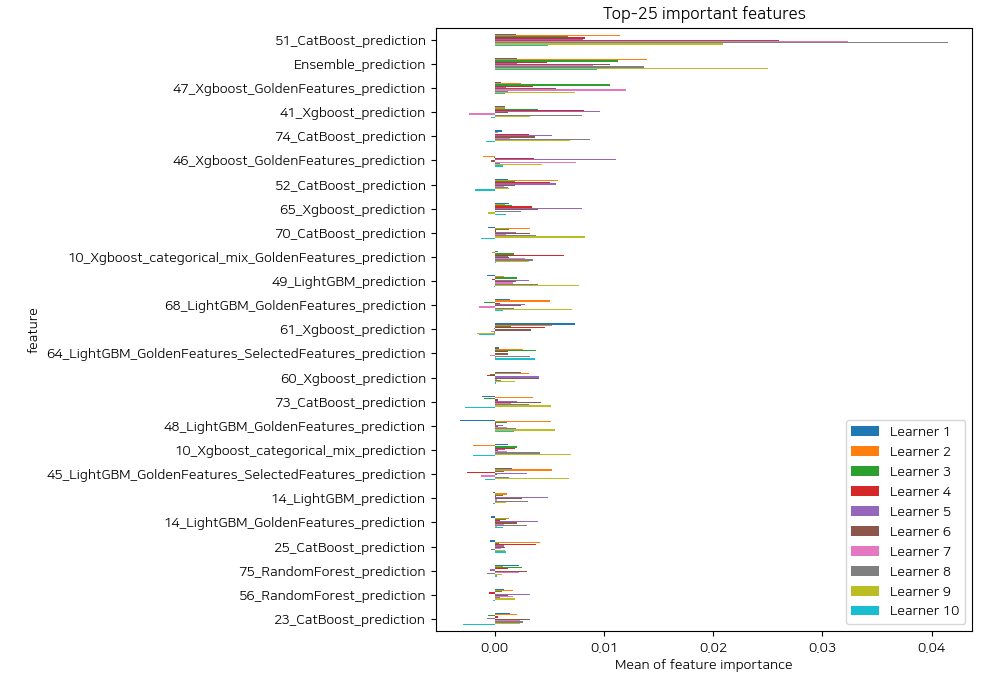 Top-25 important features
51_CatBoost_prediction
Ensemble_prediction
47_Xgboost_GoldenFeatures_prediction
41_Xgboost_prediction
74_CatBoost_prediction
46_Xgboost_GoldenFeatures_prediction
52_CatBoost_prediction
65_Xgboost_prediction
70_CatBoost_prediction
10_Xgboost_categorical_mix_GoldenFeatures_prediction
49_LightGBM_prediction
68_LightGBM_GoldenFeatures_prediction
61_Xgboost_prediction
64_LightGBM_GoldenFeatures_SelectedFeatures_prediction
60_Xgboost_prediction
73_CatBoost_prediction
48_LightGBM_GoldenFeatures_prediction
10_Xgboost_categorical_mix_prediction
45_LightGBM_GoldenFeatures_SelectedFeatures_prediction
14_LightGBM_prediction
14_LightGBM_GoldenFeatures_prediction
25_CatBoost_prediction
75_RandomForest_prediction
56_RandomForest_prediction
23_CatBoost_prediction
feature
Learner 1
Learner 2
Learner 3
Learner 4
Learner 5
Learner 6
Learner 7
Learner 8
Learner 9
Learner 10
0.00 0.01 0.02 0.03 0.04
Mean of feature importance